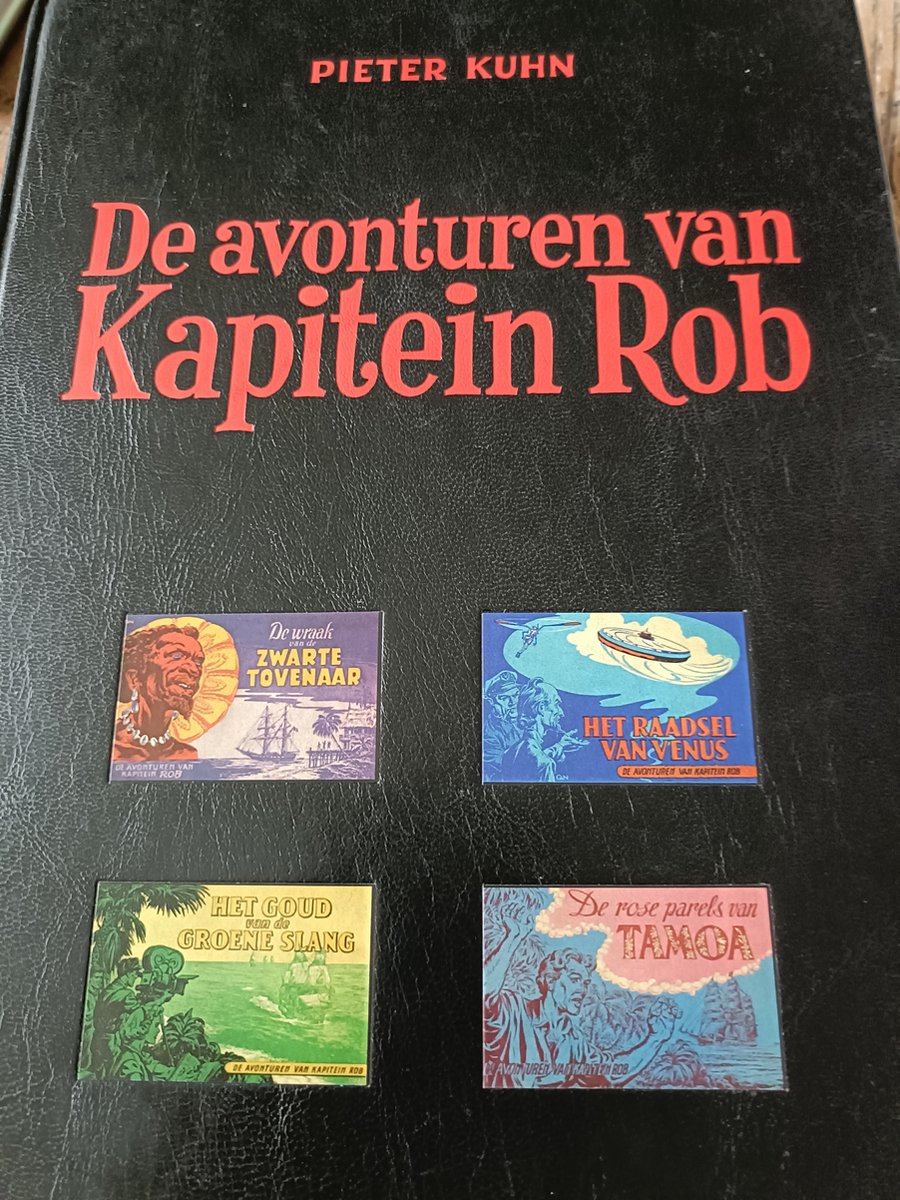 PIETER KUHN
De avonturen van
Kapitein Rob
De wraak
van de
ZWARTE
TOVENAAR
DE AVONTUREN VAN
KAPITEIN ROB
HET RAADSEL
VAN VENUS
DE AVONTUREN VAN KAPITEIN ROB
HET GOUD
van de
GROENE SLANG
DE AVONTUREN VAN KAPITEIN ROB
De rose parels van
TAMOA
DE AVONTUREN VAN KAPITEIN ROB